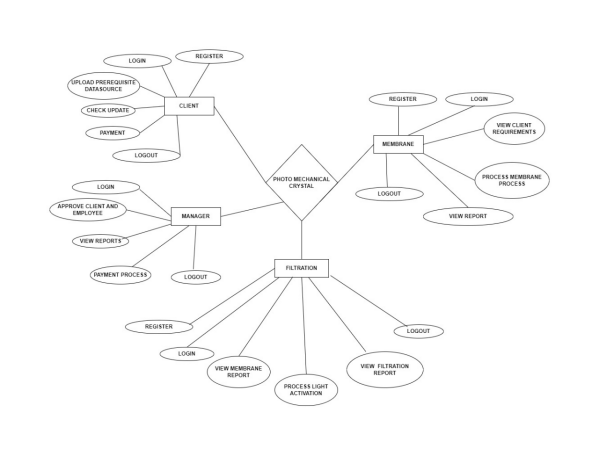 REGISTER
LOGIN
UPLOAD PREREQUISITE
DATASOURCE
CLIENT
CHECK UPDATE
PAYMENT
LOGOUT
REGISTER
LOGIN
VIEW CLIENT
REQUIREMENTS
MEMBRANE
PROCESS MEMBRANE
PROCESS
LOGOUT
VIEW REPORT
PHOTO MECHANICAL
CRYSTAL
LOGIN
APPROVE CLIENT AND
EMPLOYEE
MANAGER
VIEW REPORTS
PAYMENT PROCESS
LOGOUT
FILTRATION
REGISTER
LOGIN
VIEW MEMBRANE
REPORT
PROCESS LIGHT
ACTIVATION
VIEW FILTRATION
REPORT
LOGOUT